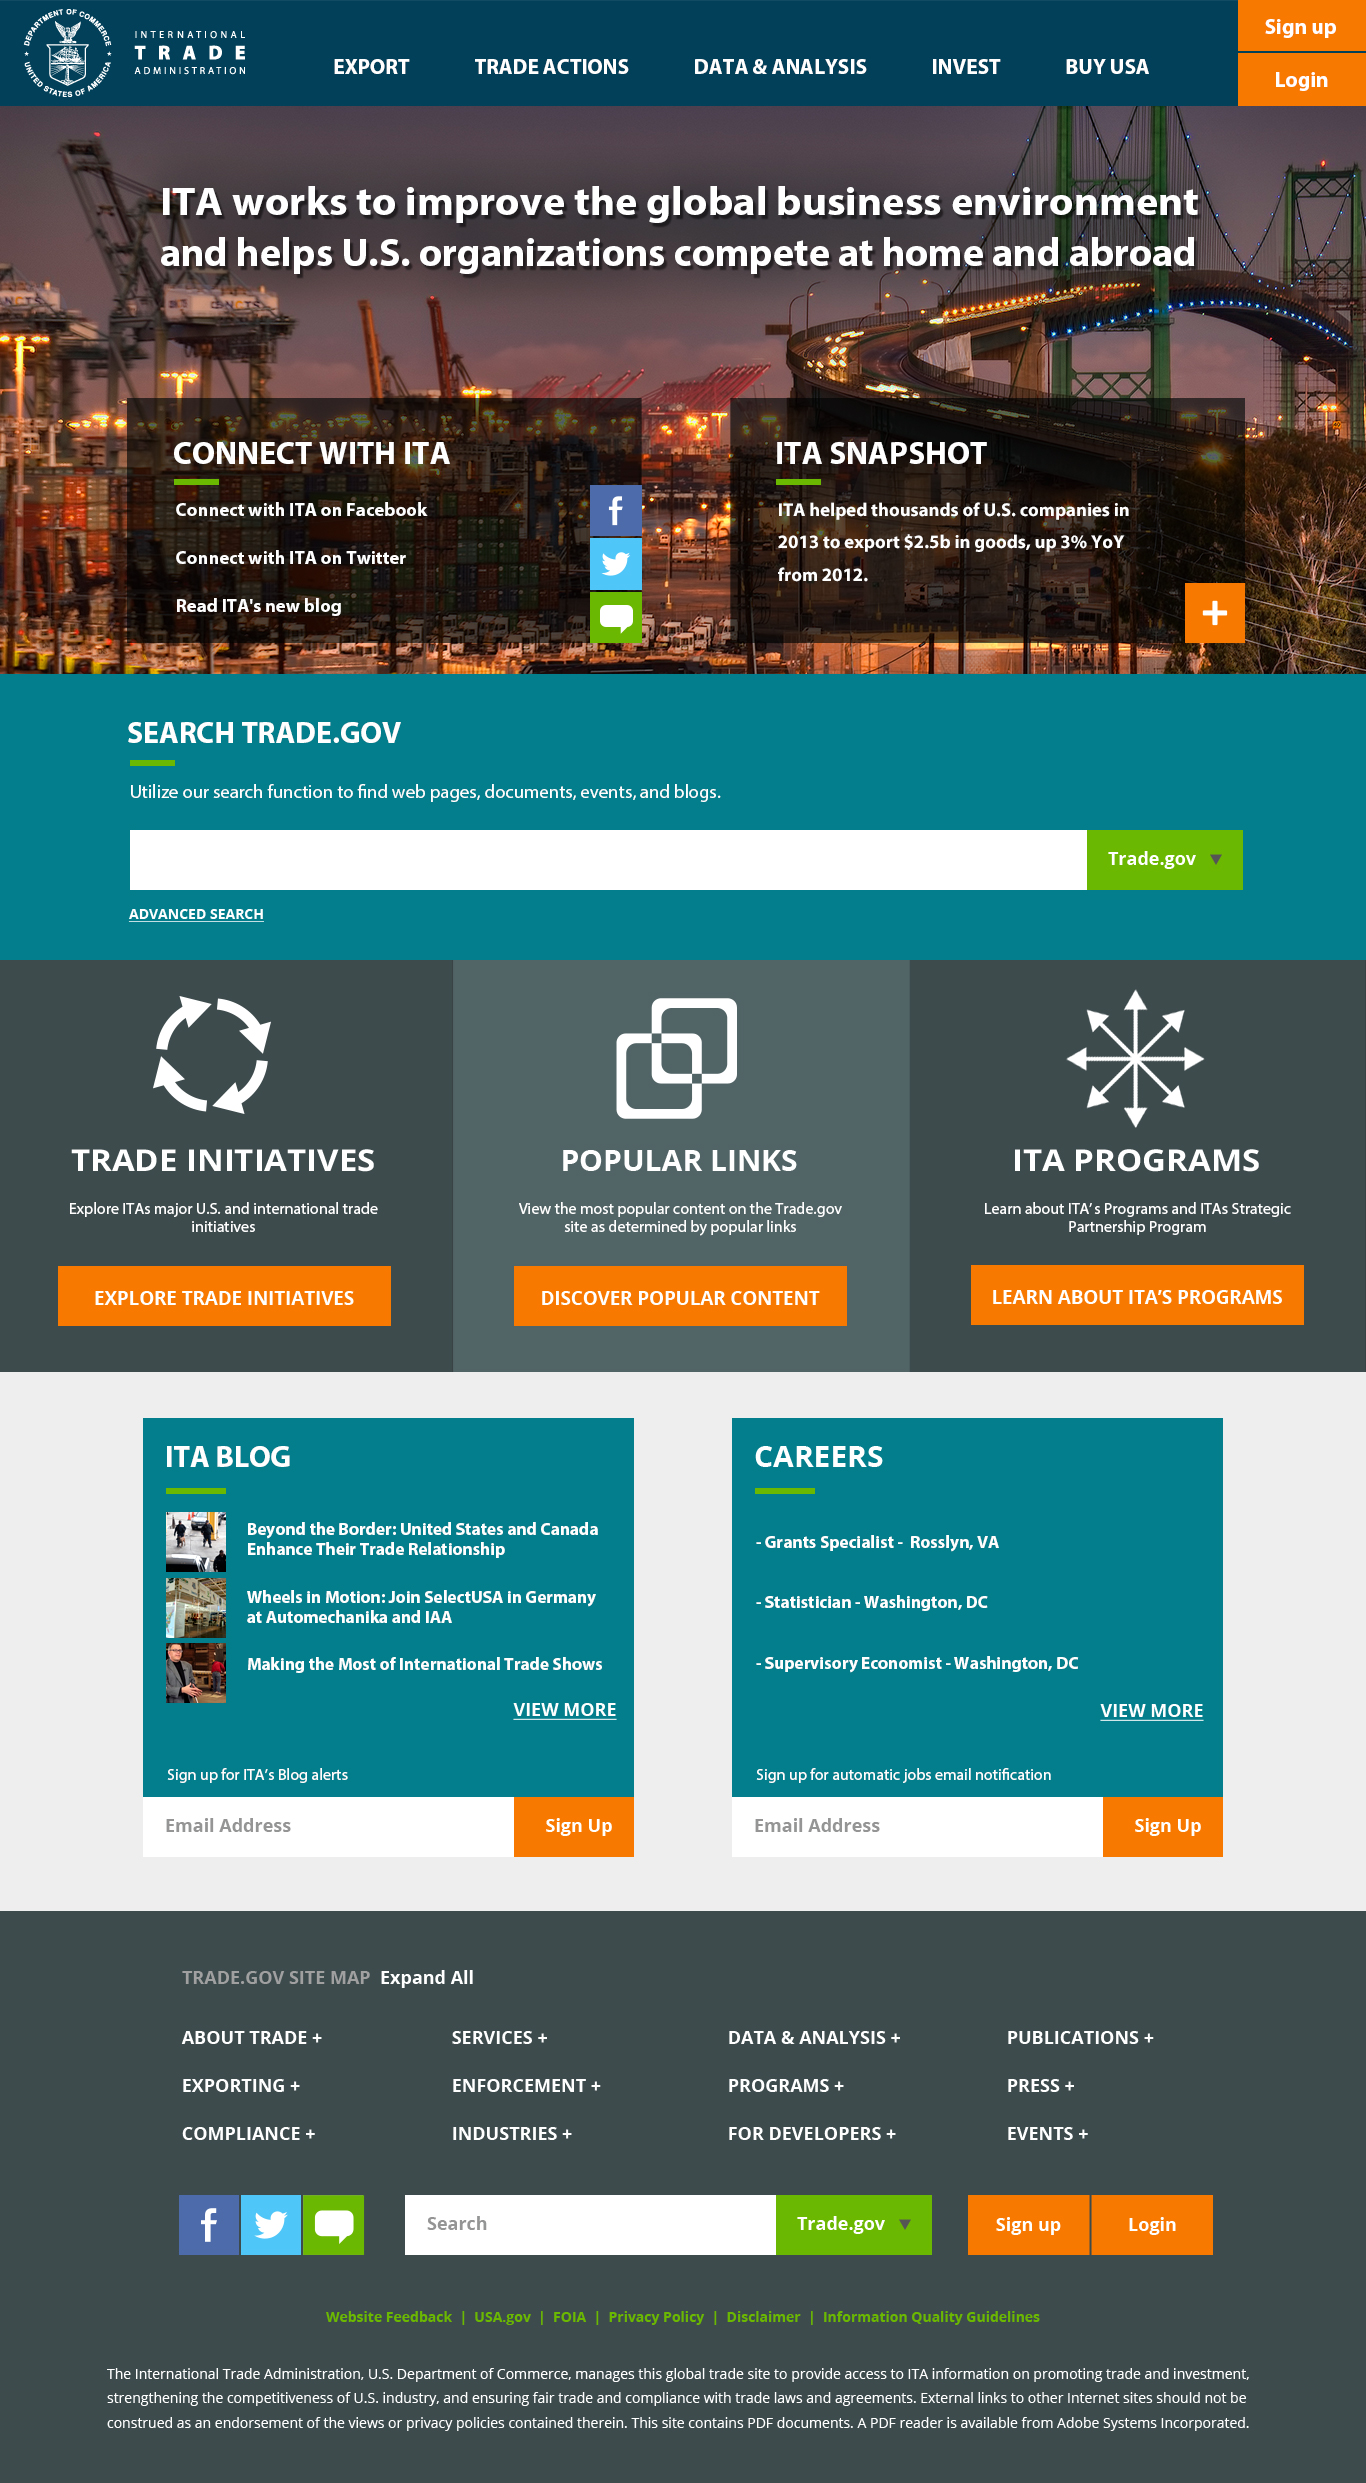 DEPARTMENT OF COMMERCE
UNITED STATES OF AMERICA
INTERNATIONAL
TRADE
ADMINISTRATION
EXPORT
TRADE ACTIONS
DATA & ANALYSIS
INVEST
BUY USA
Sign up
Login
ITA works to improve the global business environment
and helps U.S. organizations compete at home and abroad
CONNECT WITH ITA
Connect with ITA on Facebook
Connect with ITA on Twitter
Read ITA's new blog
ITA SNAPSHOT
ITA helped thousands of U.S. companies in
2013 to export $2.5b in goods, up 3% YoY
from 2012.
SEARCH TRADE.GOV
Utilize our search function to find web pages, documents, events, and blogs.
Trade.gov
ADVANCED SEARCH
TRADE INITIATIVES
Explore ITAs major U.S. and international trade
initiatives
EXPLORE TRADE INITIATIVES
POPULAR LINKS
View the most popular content on the Trade.gov
site as determined by popular links
DISCOVER POPULAR CONTENT
ITA PROGRAMS
Learn about ITA’s Programs and ITAs Strategic
Partnership Program
LEARN ABOUT ITA’S PROGRAMS
ITA BLOG
Beyond the Border: United States and Canada
Enhance Their Trade Relationship
Wheels in Motion: Join SelectUSA in Germany
at Automechanika and IAA
Making the Most of International Trade Shows
VIEW MORE
Sign up for ITA’s Blog alerts
Email Address
Sign Up
CAREERS
- Grants Specialist - Rosslyn, VA
- Statistician - Washington, DC
- Supervisory Economist - Washington, DC
VIEW MORE
Sign up for automatic jobs email notification
Email Address
Sign Up
TRADE.GOV SITE MAP Expand All
ABOUT TRADE +
SERVICES +
DATA & ANALYSIS +
PUBLICATIONS +
EXPORTING +
ENFORCEMENT +
PROGRAMS +
PRESS +
COMPLIANCE +
INDUSTRIES +
FOR DEVELOPERS +
EVENTS +
Search
Trade.gov
Sign up
Login
Website Feedback | USA.gov | FOIA | Privacy Policy | Disclaimer | Information Quality Guidelines
The International Trade Administration, U.S. Department of Commerce, manages this global trade site to provide access to ITA information on promoting trade and investment,
strengthening the competitiveness of U.S. industry, and ensuring fair trade and compliance with trade laws and agreements. External links to other Internet sites should not be
construed as an endorsement of the views or privacy policies contained therein. This site contains PDF documents. A PDF reader is available from Adobe Systems Incorporated.